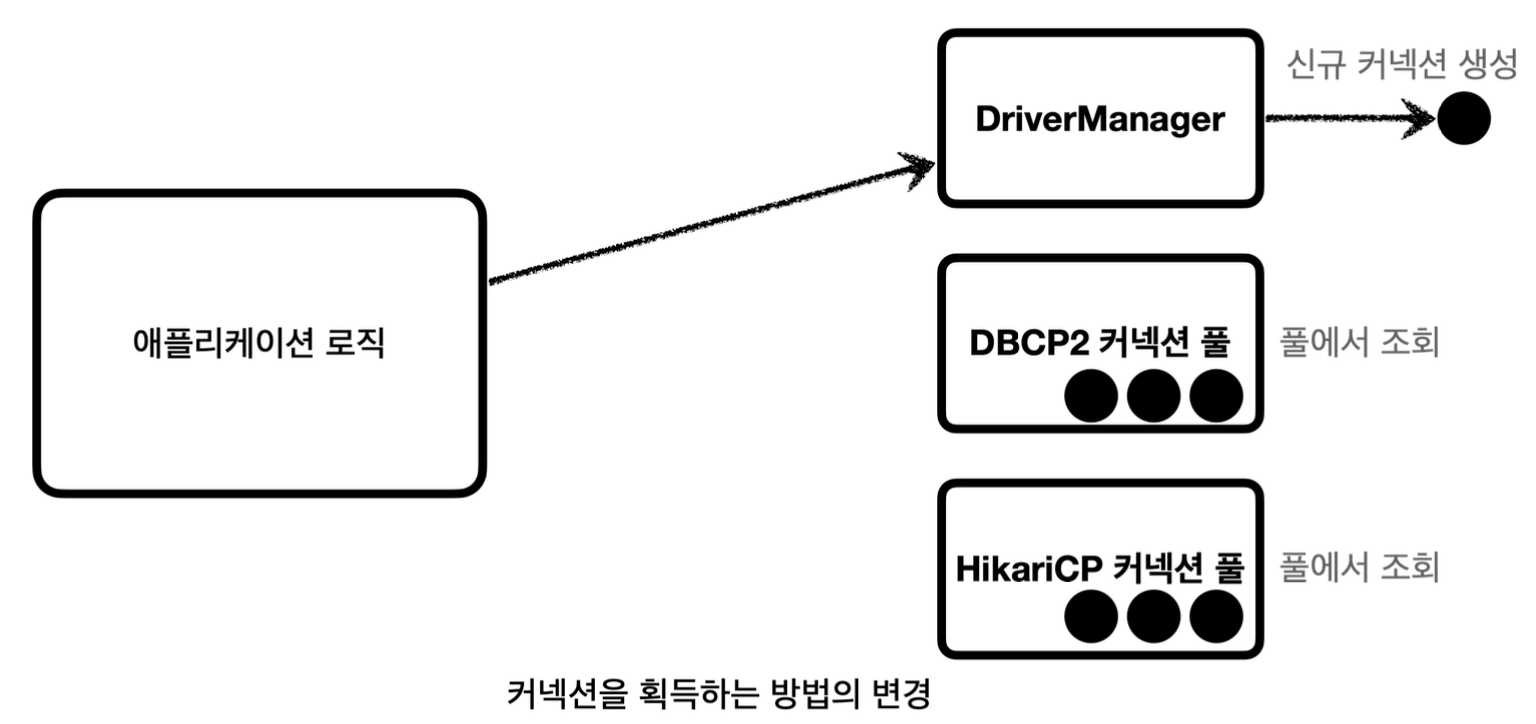 신규 커넥션 생성
DriverManager
애플리케이션 로직
DBCP2 커넥션 풀
풀에서 조회
HikariCP 커넥션 풀
풀에서 조회
커넥션을 획득하는 방법의 변경